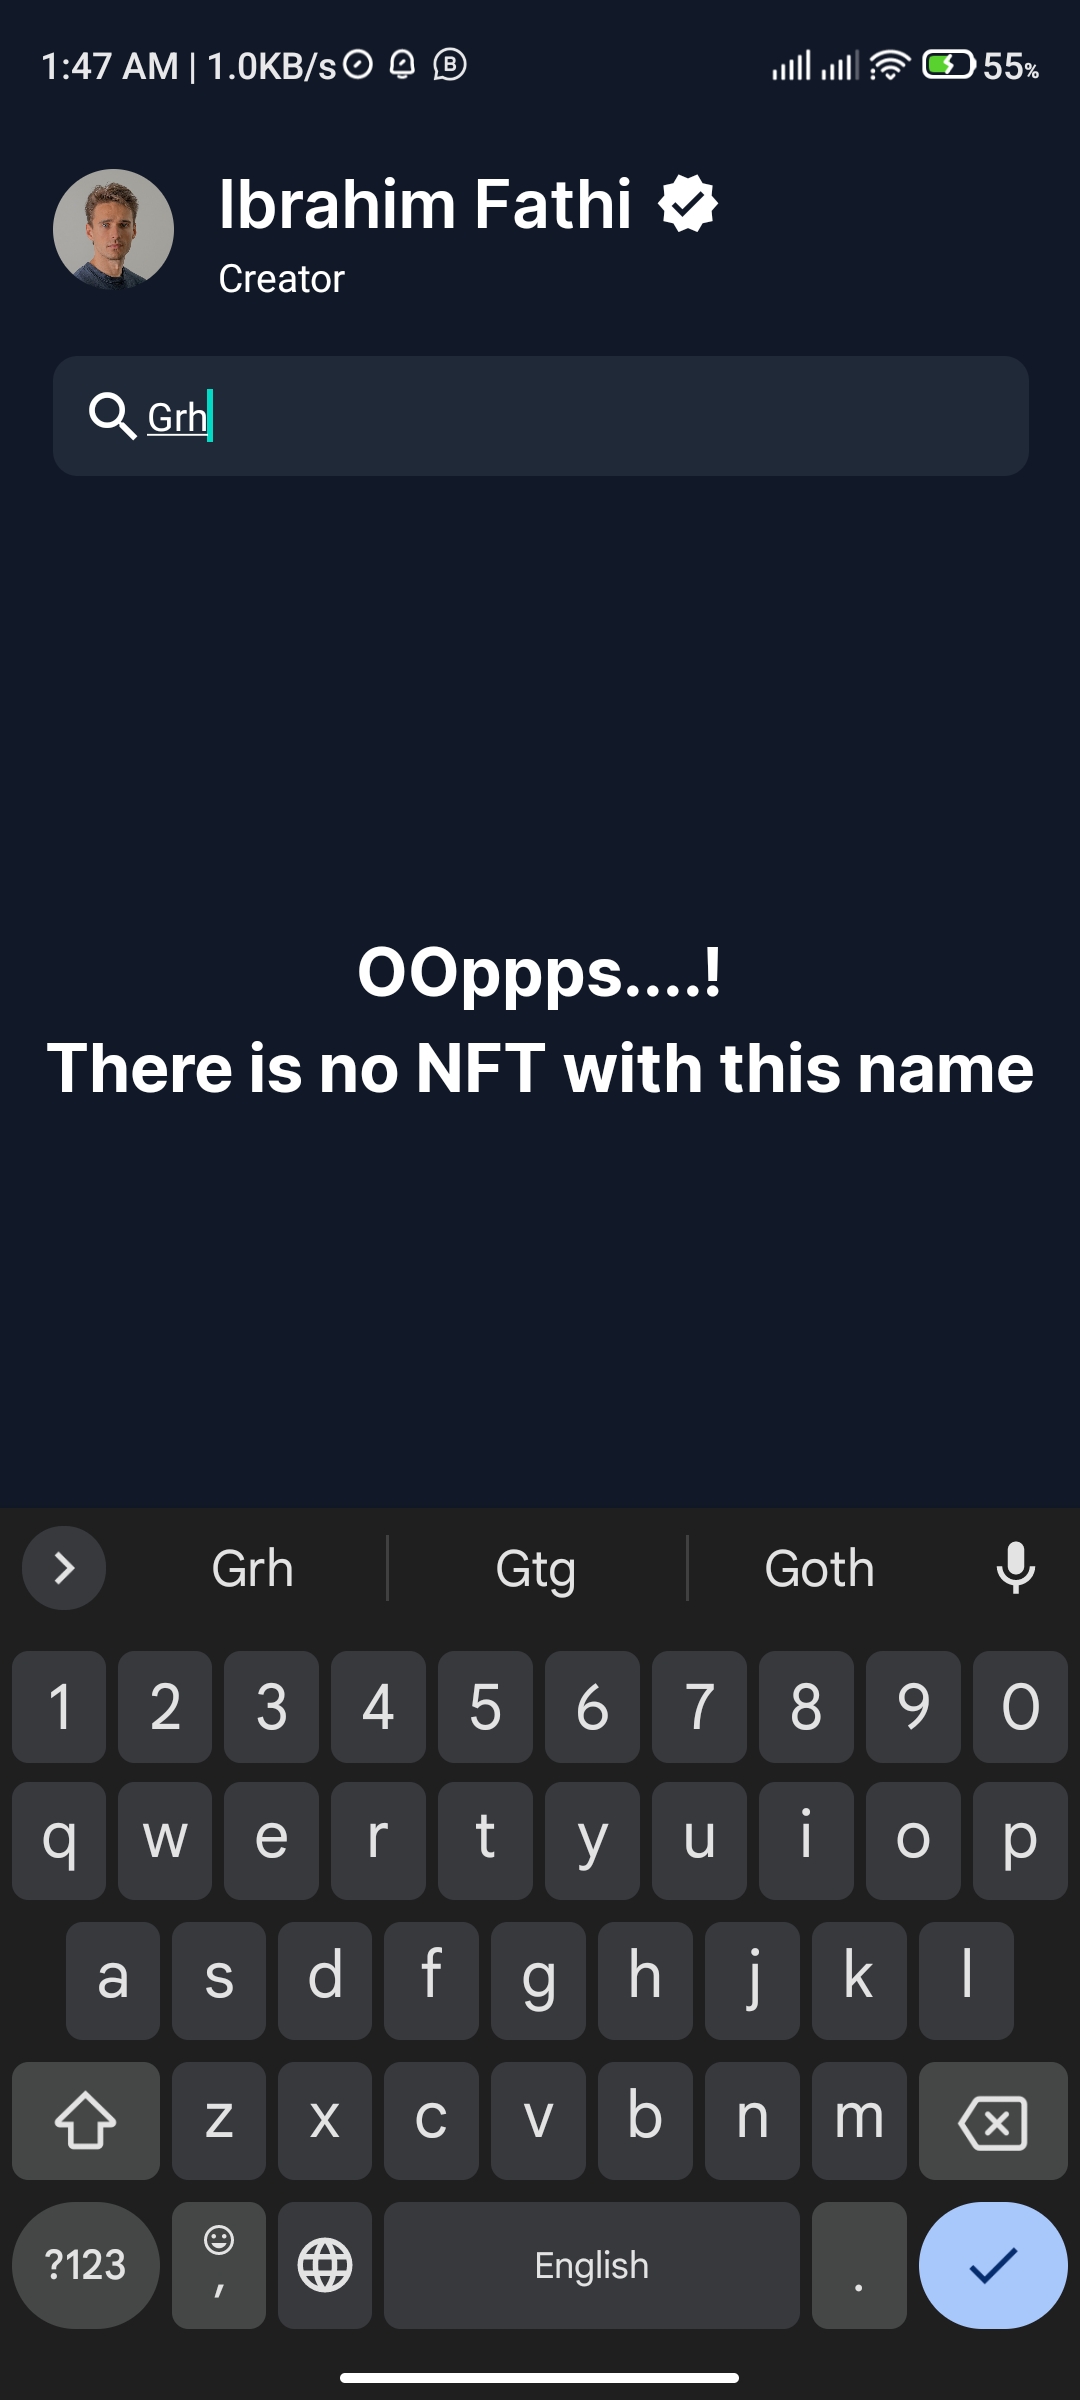 1:47 AM | 1.0KB/s B 55%
Ibrahim Fathi
Creator
Grh
OOppps....!
There is no NFT with this name
Grh Gtg Goth
1 2 3 4 5 6 7 8 9 0
q w e r t y u i o p
a s d f g h j k l
z x c v b n m
?123 , English .